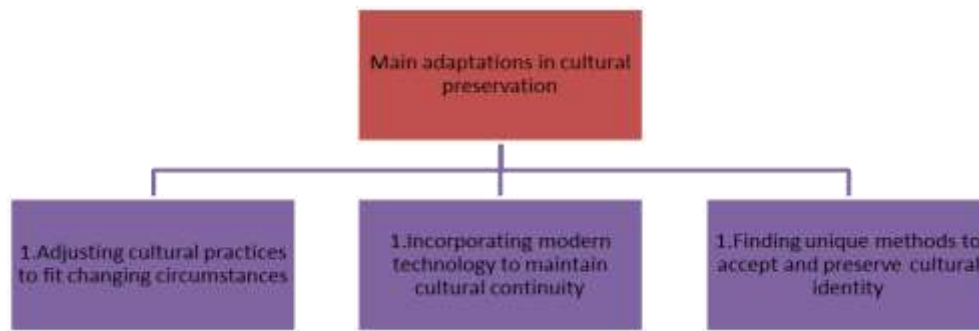 Main adaptations in cultural
preservation
1.Adjusting cultural practices
to fit changing circumstances
1.Incorporating modern
technology to maintain
cultural continuity
1.Finding unique methods to
accept and preserve cultural
identity